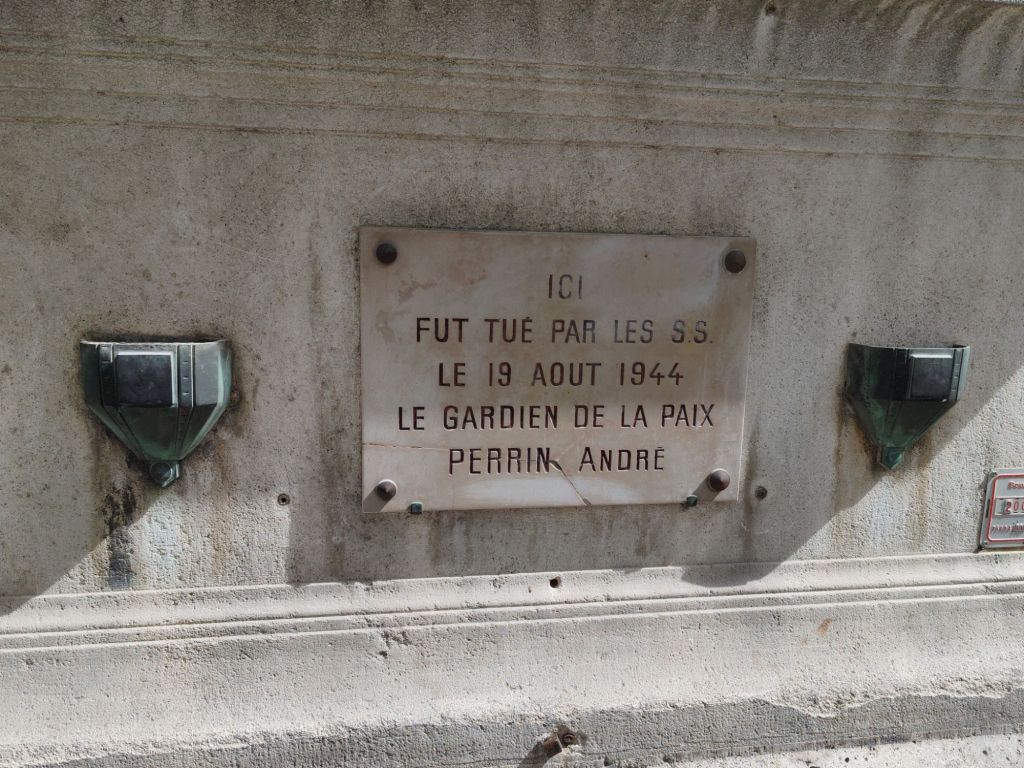 ICI
FUT TUÉ PAR LES S.S.
LE 19 AOUT 1944
LE GARDIEN DE LA PAIX
PERRIN ANDRÉ